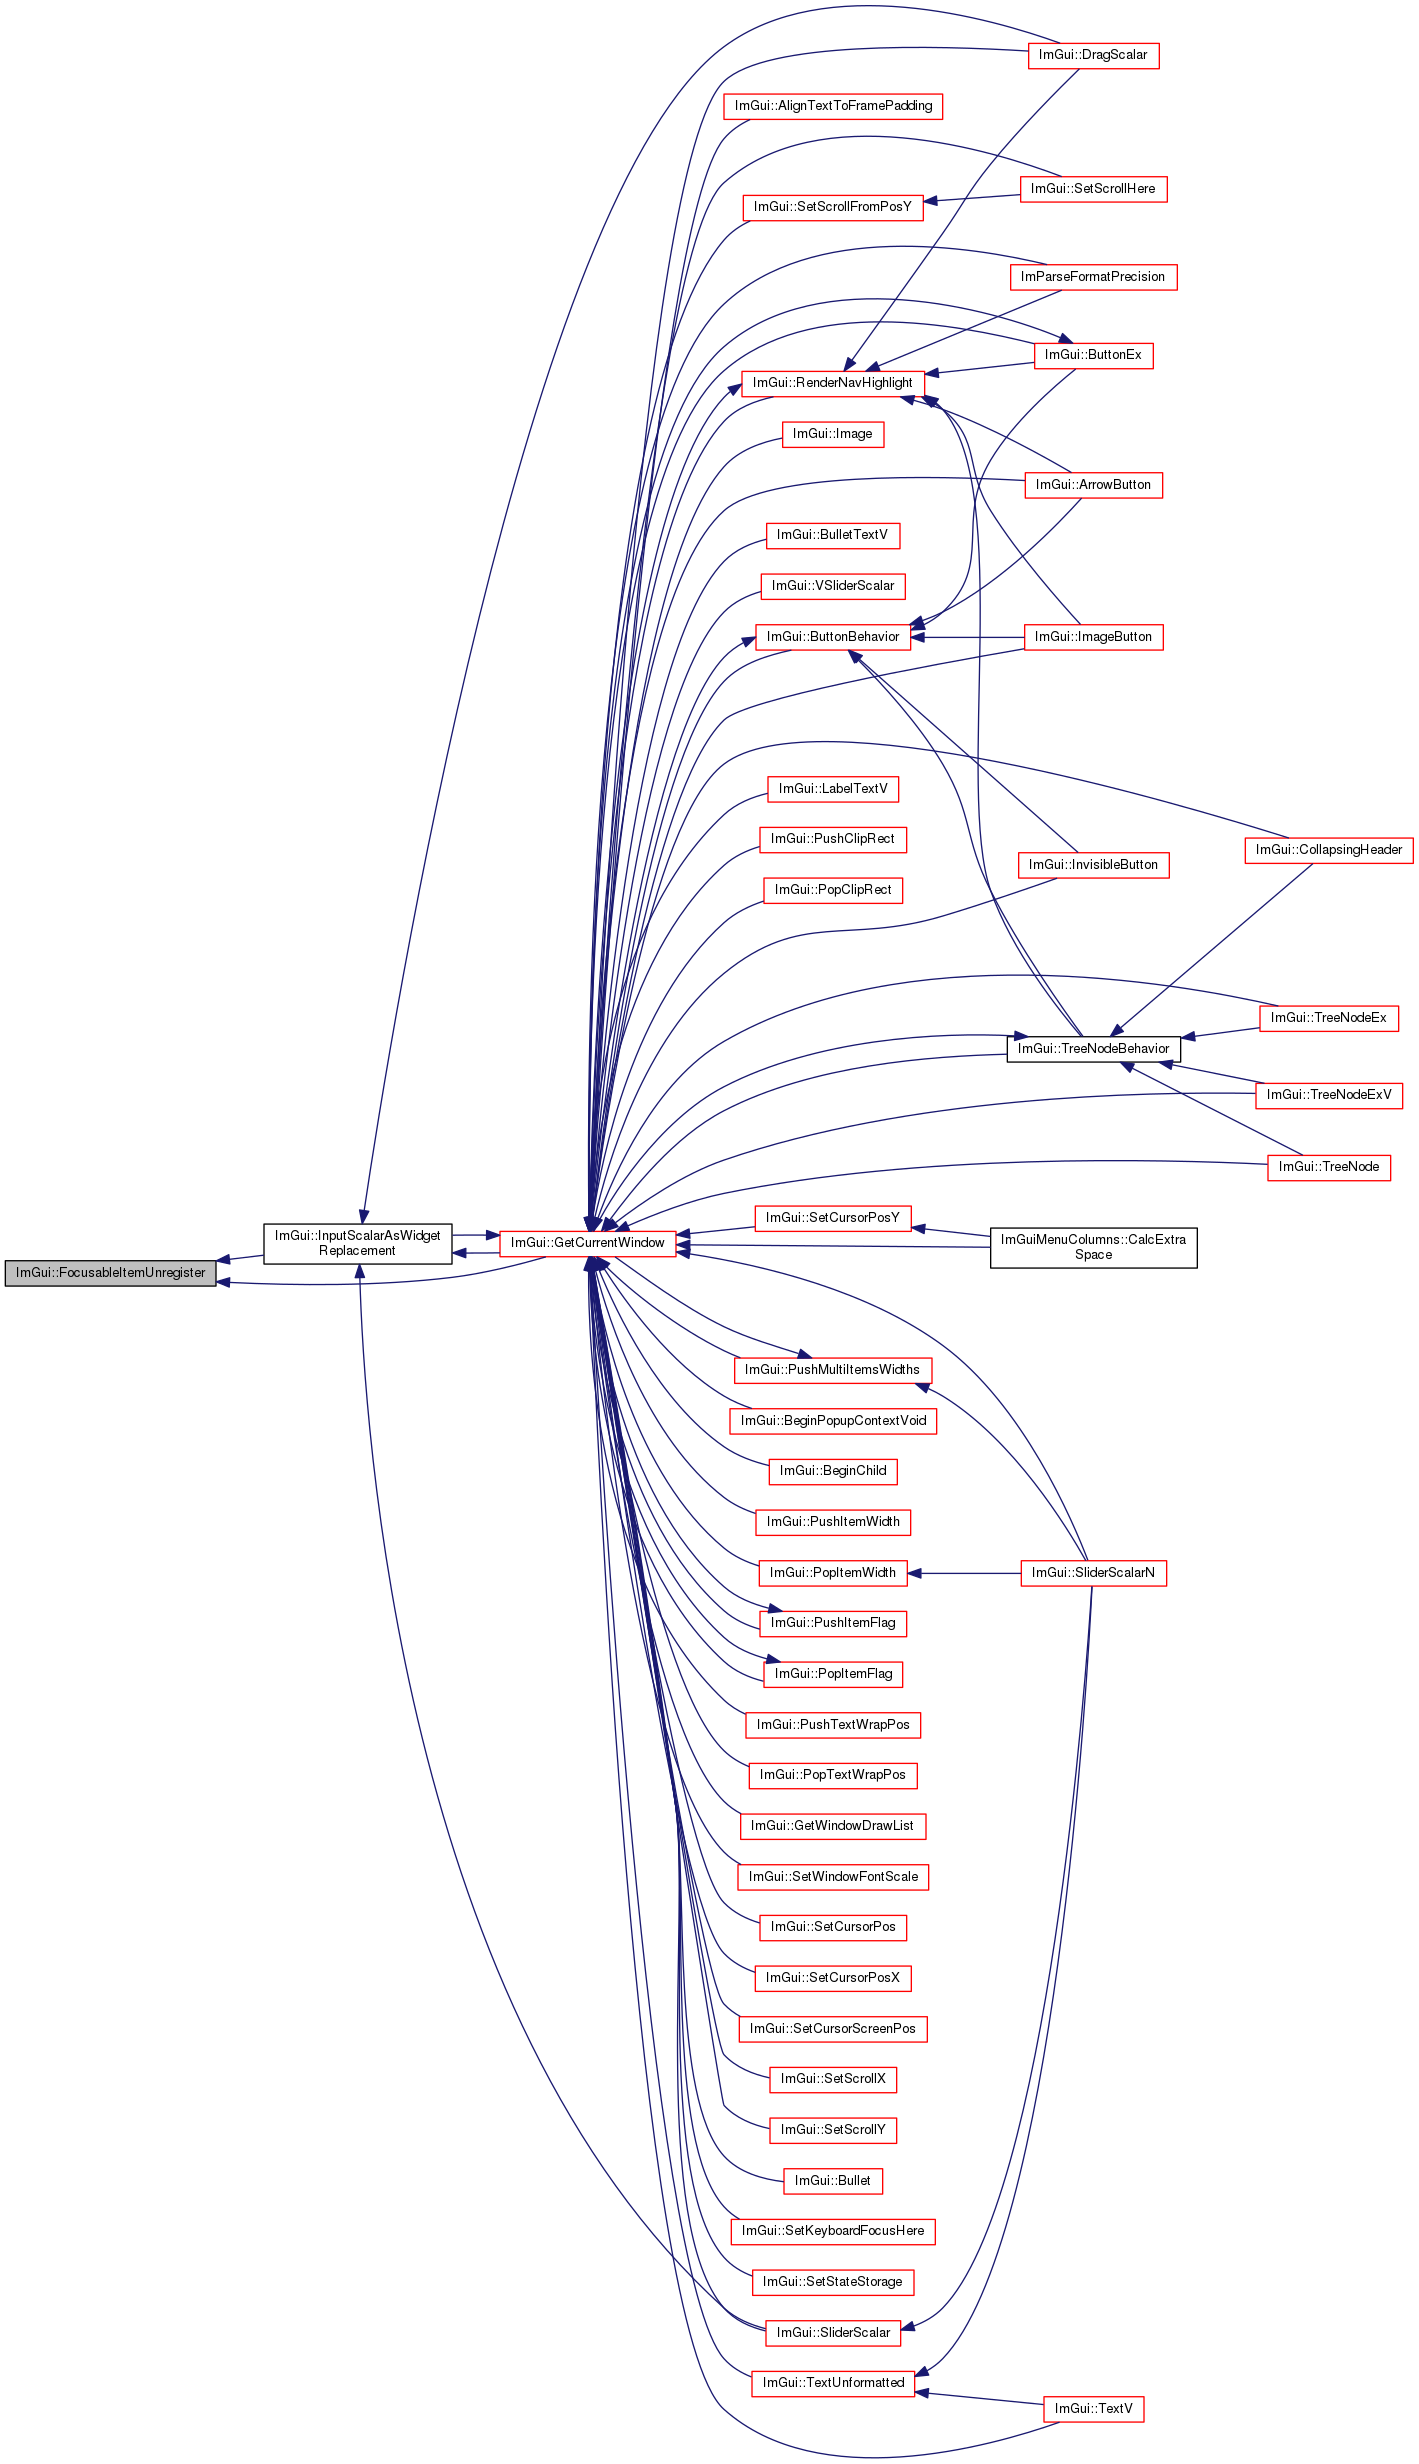 ImGui::DragScalar
ImGui::AlignTextToFramePadding
ImGui::SetScrollHere
ImGui::SetScrollFromPosY
ImParseFormatPrecision
ImGui::ButtonEx
ImGui::RenderNavHighlight
ImGui::Image
ImGui::ArrowButton
ImGui::BulletTextV
ImGui::VSliderScalar
ImGui::ButtonBehavior
ImGui::ImageButton
ImGui::LabelTextV
ImGui::PushClipRect
ImGui::CollapsingHeader
ImGui::InvisibleButton
ImGui::PopClipRect
ImGui::TreeNodeEx
ImGui::TreeNodeBehavior
ImGui::TreeNodeExV
ImGui::TreeNode
ImGui::SetCursorPosY
ImGui::InputScalarAsWidget
Replacement
ImGui::GetCurrentWindow
ImGuiMenuColumns::CalcExtra
Space
ImGui::FocusableItemUnregister
ImGui::PushMultiItemsWidths
ImGui::BeginPopupContextVoid
ImGui::BeginChild
ImGui::PushItemWidth
ImGui::PopItemWidth
ImGui::SliderScalarN
ImGui::PushItemFlag
ImGui::PopItemFlag
ImGui::PushTextWrapPos
ImGui::PopTextWrapPos
ImGui::GetWindowDrawList
ImGui::SetWindowFontScale
ImGui::SetCursorPos
ImGui::SetCursorPosX
ImGui::SetCursorScreenPos
ImGui::SetScrollX
ImGui::SetScrollY
ImGui::Bullet
ImGui::SetKeyboardFocusHere
ImGui::SetStateStorage
ImGui::SliderScalar
ImGui::TextUnformatted
ImGui::TextV